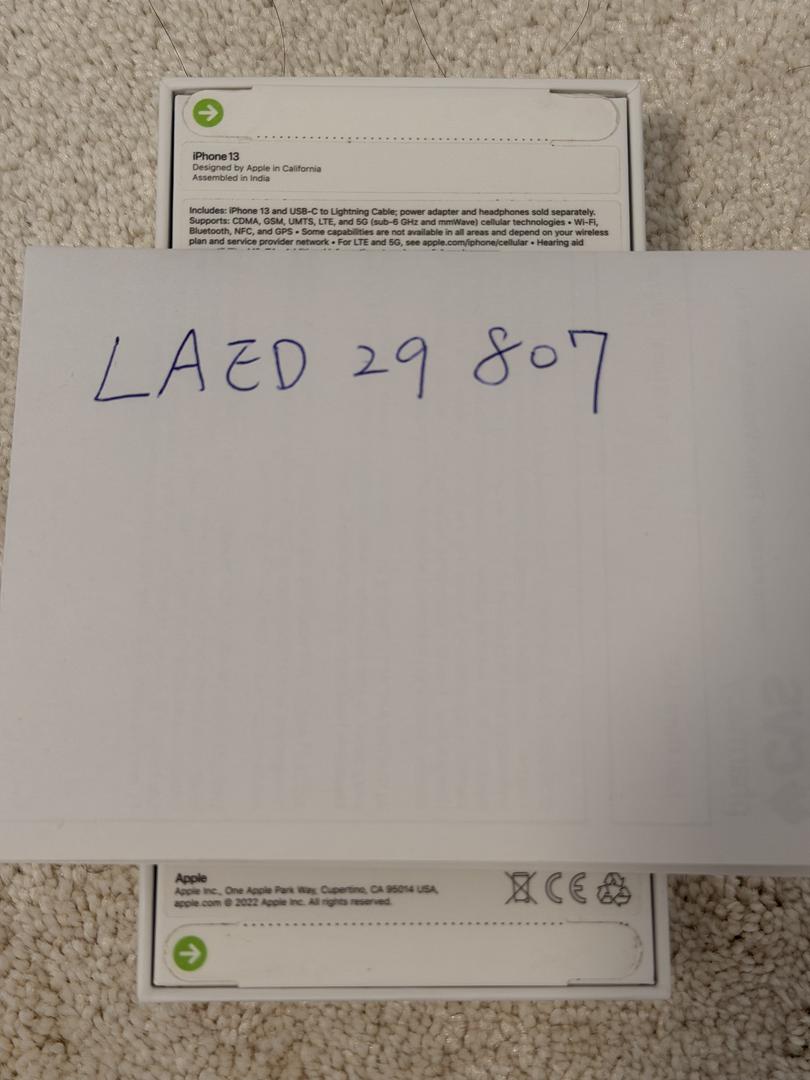 iPhone 13
Designed by Apple in California
Assembled in India
Includes: iPhone 13 and USB-C to Lightning Cable; power adapter and headphones sold separately.
Supports: CDMA, GSM, UMTS, LTE, and 5G (sub-6 GHz and mmWave) cellular technologies • Wi-Fi,
Bluetooth, NFC, and GPS • Some capabilities are not available in all areas and depend on your wireless
plan and service provider network • For LTE and 5G, see apple.com/iphone/cellular • Hearing aid
LAED 29 807
Apple
Apple Inc., One Apple Park Way, Cupertino, CA 95014 USA,
apple.com © 2022 Apple Inc. All rights reserved.
CE